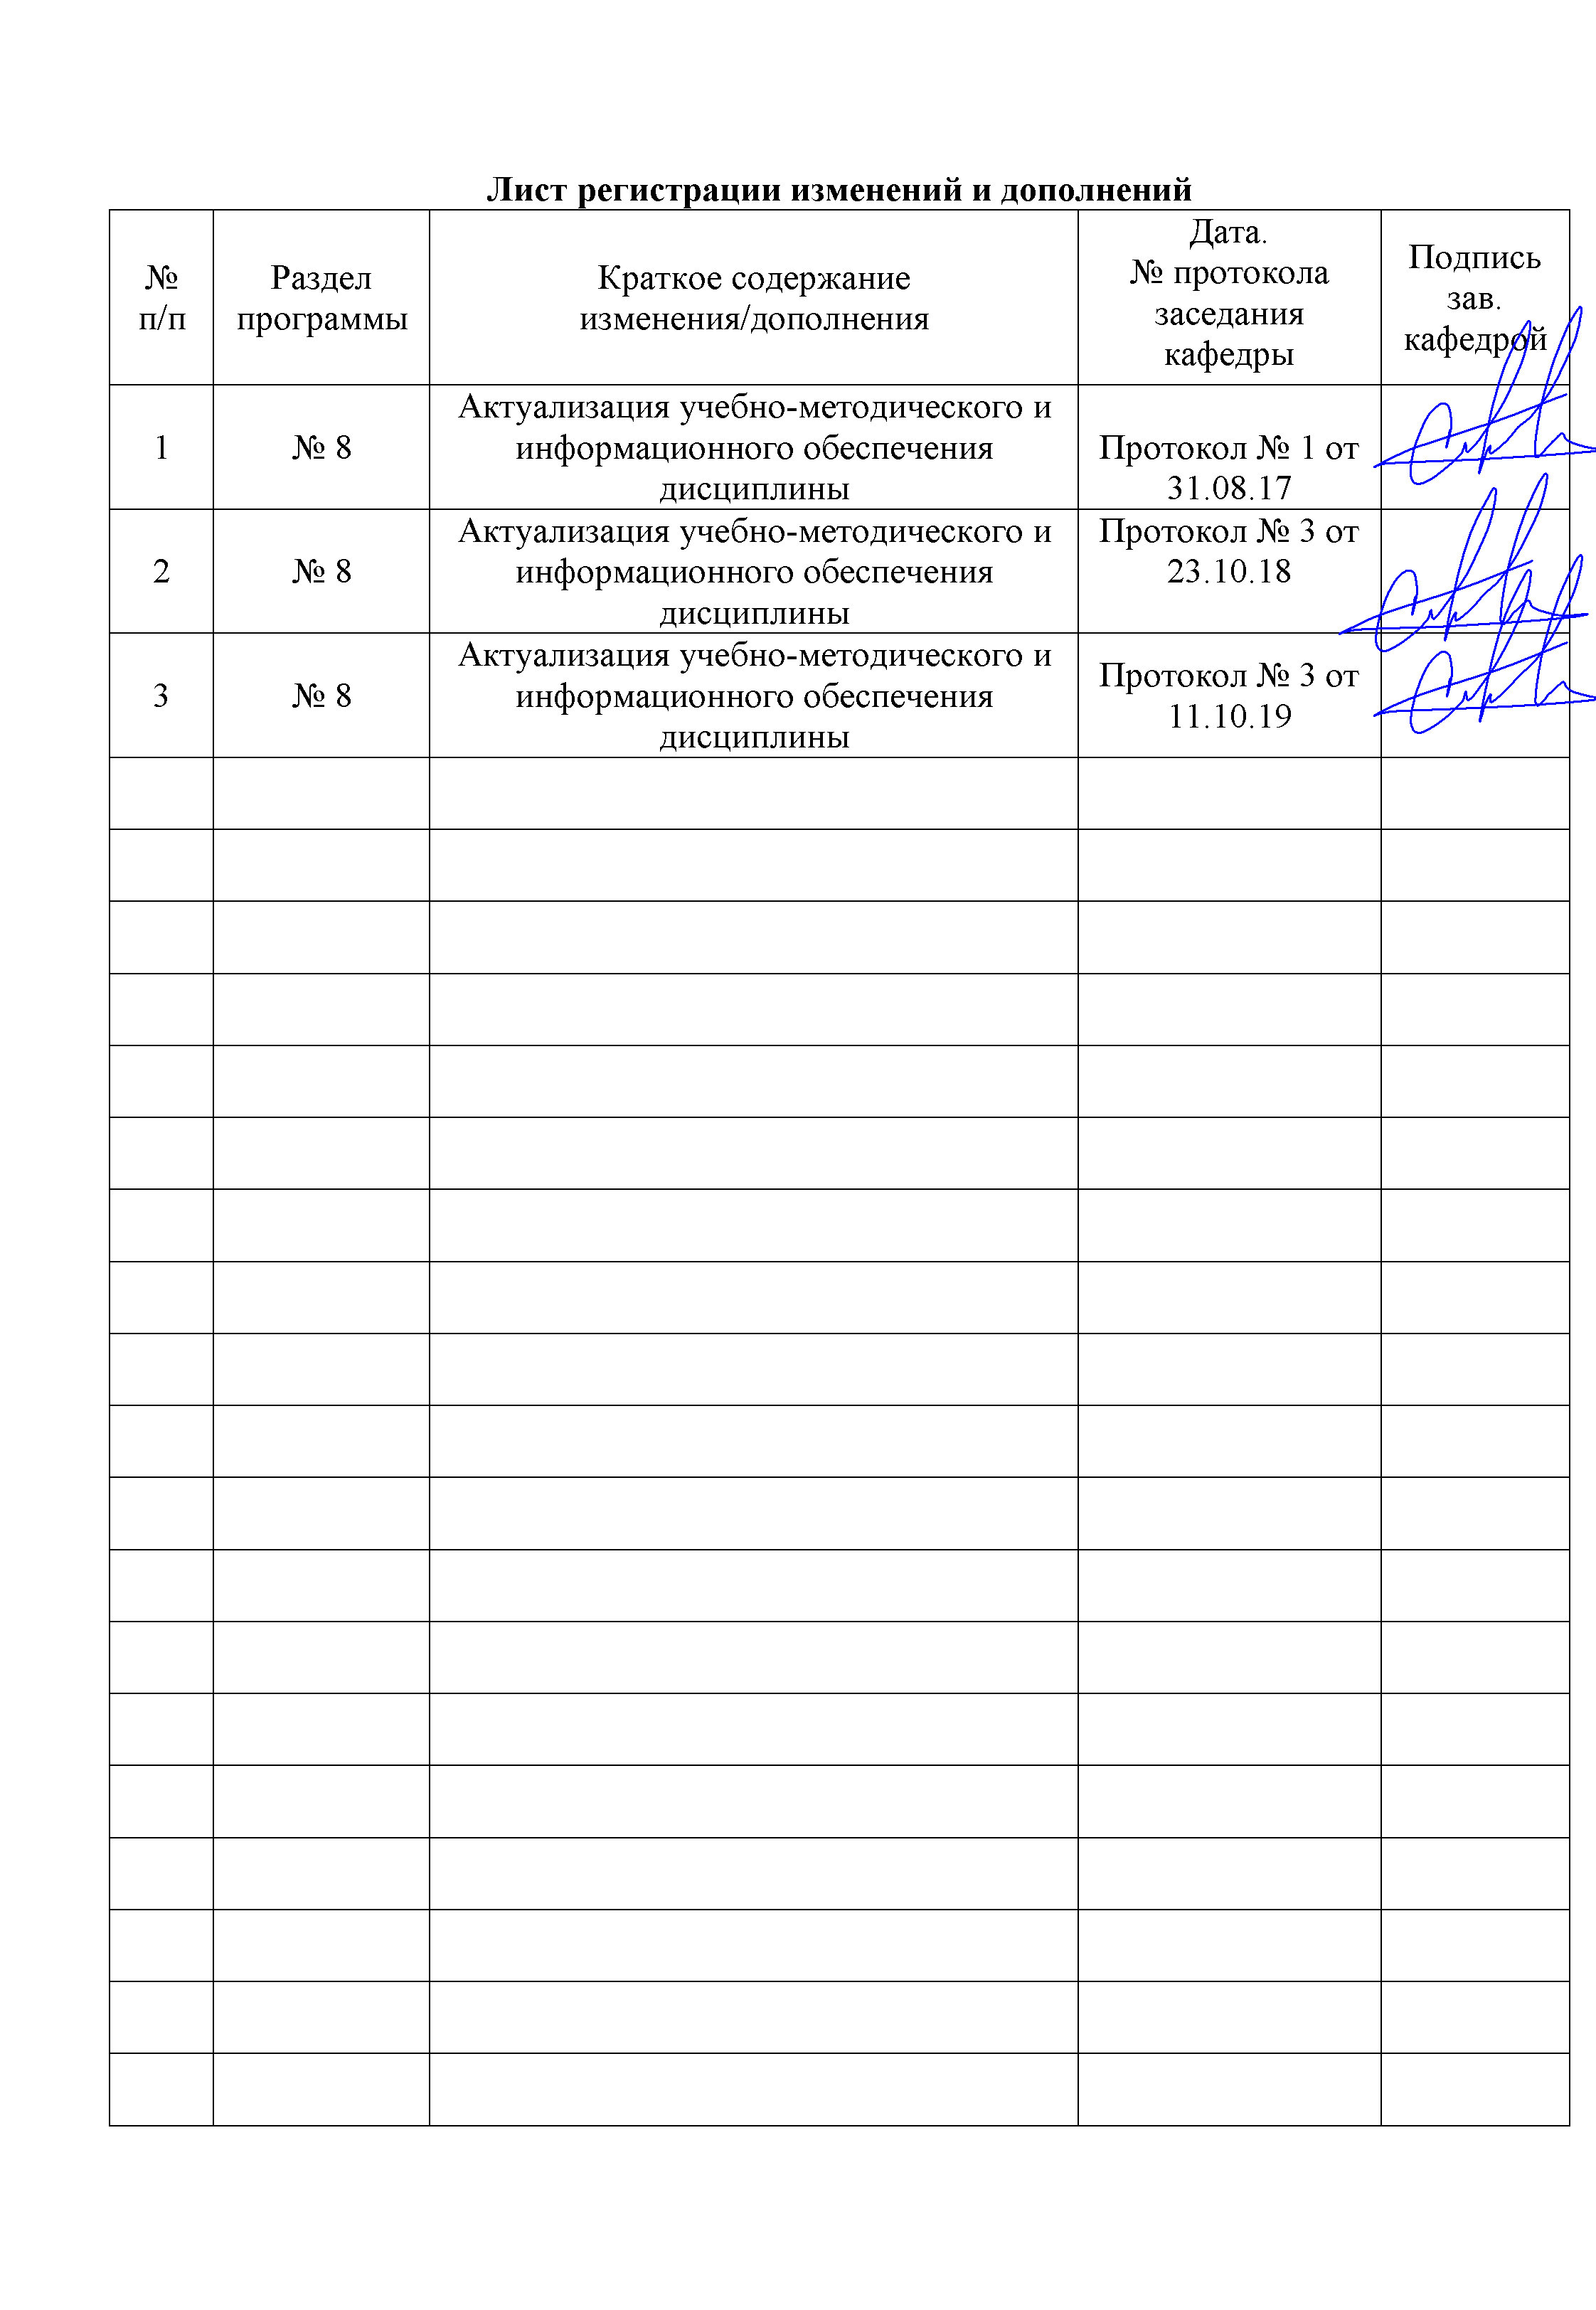 Лист регистрации изменений и дополнений
№
п/п
Раздел
программы
Краткое содержание
изменения/дополнения
Дата.
№ протокола
заседания
кафедры
Подпись
зав.
кафедрой
1
№ 8
Актуализация учебно-методического и
информационного обеспечения
дисциплины
Протокол № 1 от
31.08.17
2
№ 8
Актуализация учебно-методического и
информационного обеспечения
дисциплины
Протокол № 3 от
23.10.18
3
№ 8
Актуализация учебно-методического и
информационного обеспечения
дисциплины
Протокол № 3 от
11.10.19